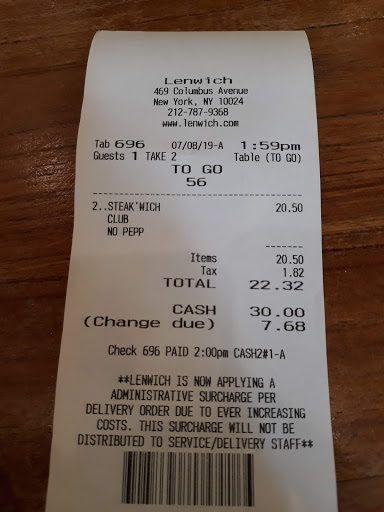 Lenwich
469 Columbus Avenue
New York, NY 10024
212-787-9368
www.lenwich.com
Tab 696 07/08/19-A 1:59pm
Guests 1 TAKE 2 Table (TO GO)
TO GO
56
2..STEAK'WICH 20.50
CLUB
NO PEPP
Items 20.50
Tax 1.82
TOTAL 22.32
CASH 30.00
(Change due) 7.68
Check 696 PAID 2:00pm CASH2#1-A
**LENWICH IS NOW APPLYING A
ADMINISTRATIVE SURCHARGE PER
DELIVERY ORDER DUE TO EVER INCREASING
COSTS. THIS SURCHARGE WILL NOT BE
DISTRIBUTED TO SERVICE/DELIVERY STAFF**